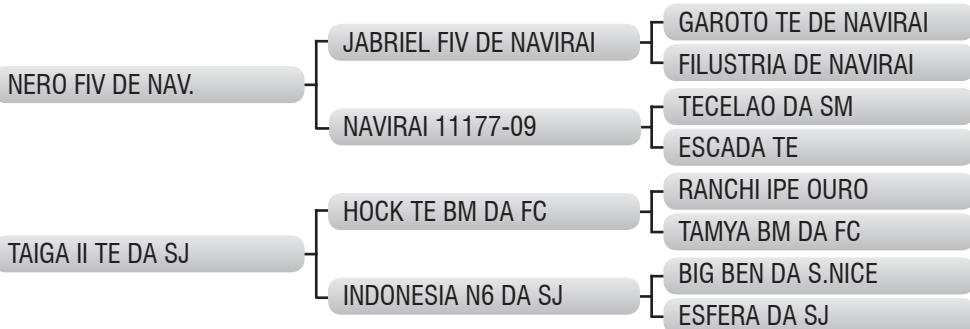 NERO FIV DE NAV.
JABRIEL FIV DE NAVIRAI
GAROTO TE DE NAVIRAI
FILUSTRIA DE NAVIRAI
NAVIRAI 11177-09
TECELAO DA SM
ESCADA TE
TAIGA II TE DA SJ
HOCK TE BM DA FC
RANCHI IPE OURO
TAMYA BM DA FC
INDONESIA N6 DA SJ
BIG BEN DA S.NICE
ESFERA DA SJ